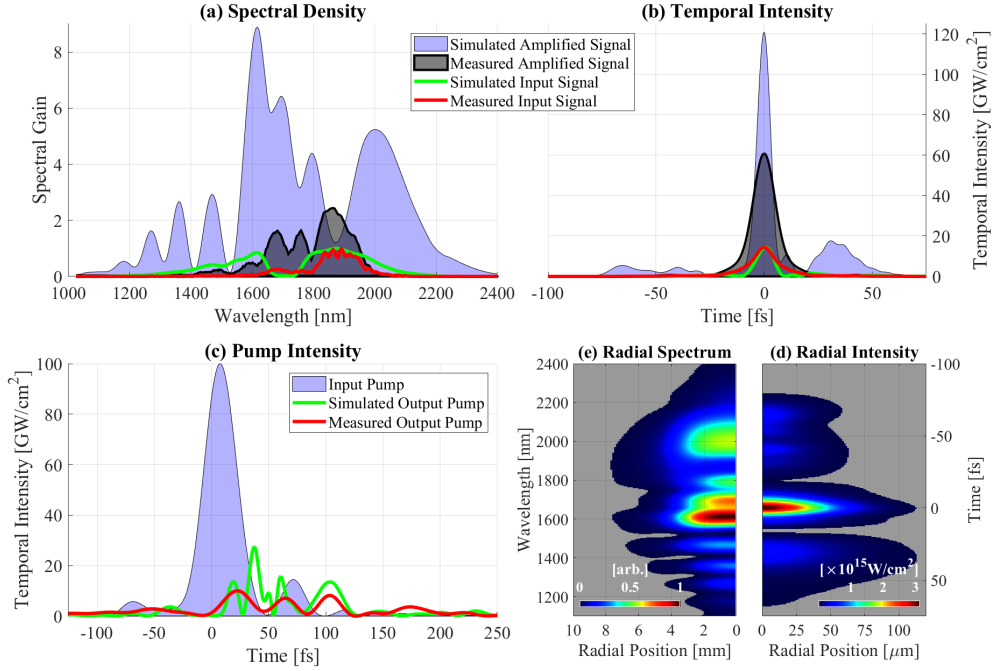 (a) Spectral Density
(b) Temporal Intensity
Simulated Amplified Signal
Measured Amplified Signal
Simulated Input Signal
Measured Input Signal
Spectral Gain
0
2
4
6
8
1000 1200 1400 1600 1800 2000 2200 2400
Wavelength [nm]
Temporal Intensity [GW/cm²]
120
100
80
60
40
20
0
-100 -50 0 50
Time [fs]
(c) Pump Intensity
Input Pump
Simulated Output Pump
Measured Output Pump
Temporal Intensity [GW/cm²]
100
80
60
40
20
0
-100 -50 0 50 100 150 200 250
Time [fs]
(e) Radial Spectrum
(d) Radial Intensity
Wavelength [nm]
2400
2200
2000
1800
1600
1400
1200
[arb.]
0 0.5 1
10 8 6 4 2 0
Radial Position [mm]
[×10¹⁵W/cm²]
1 2 3
0 25 50 75 100
Radial Position [μm]
-100
-50
0
50
Time [fs]